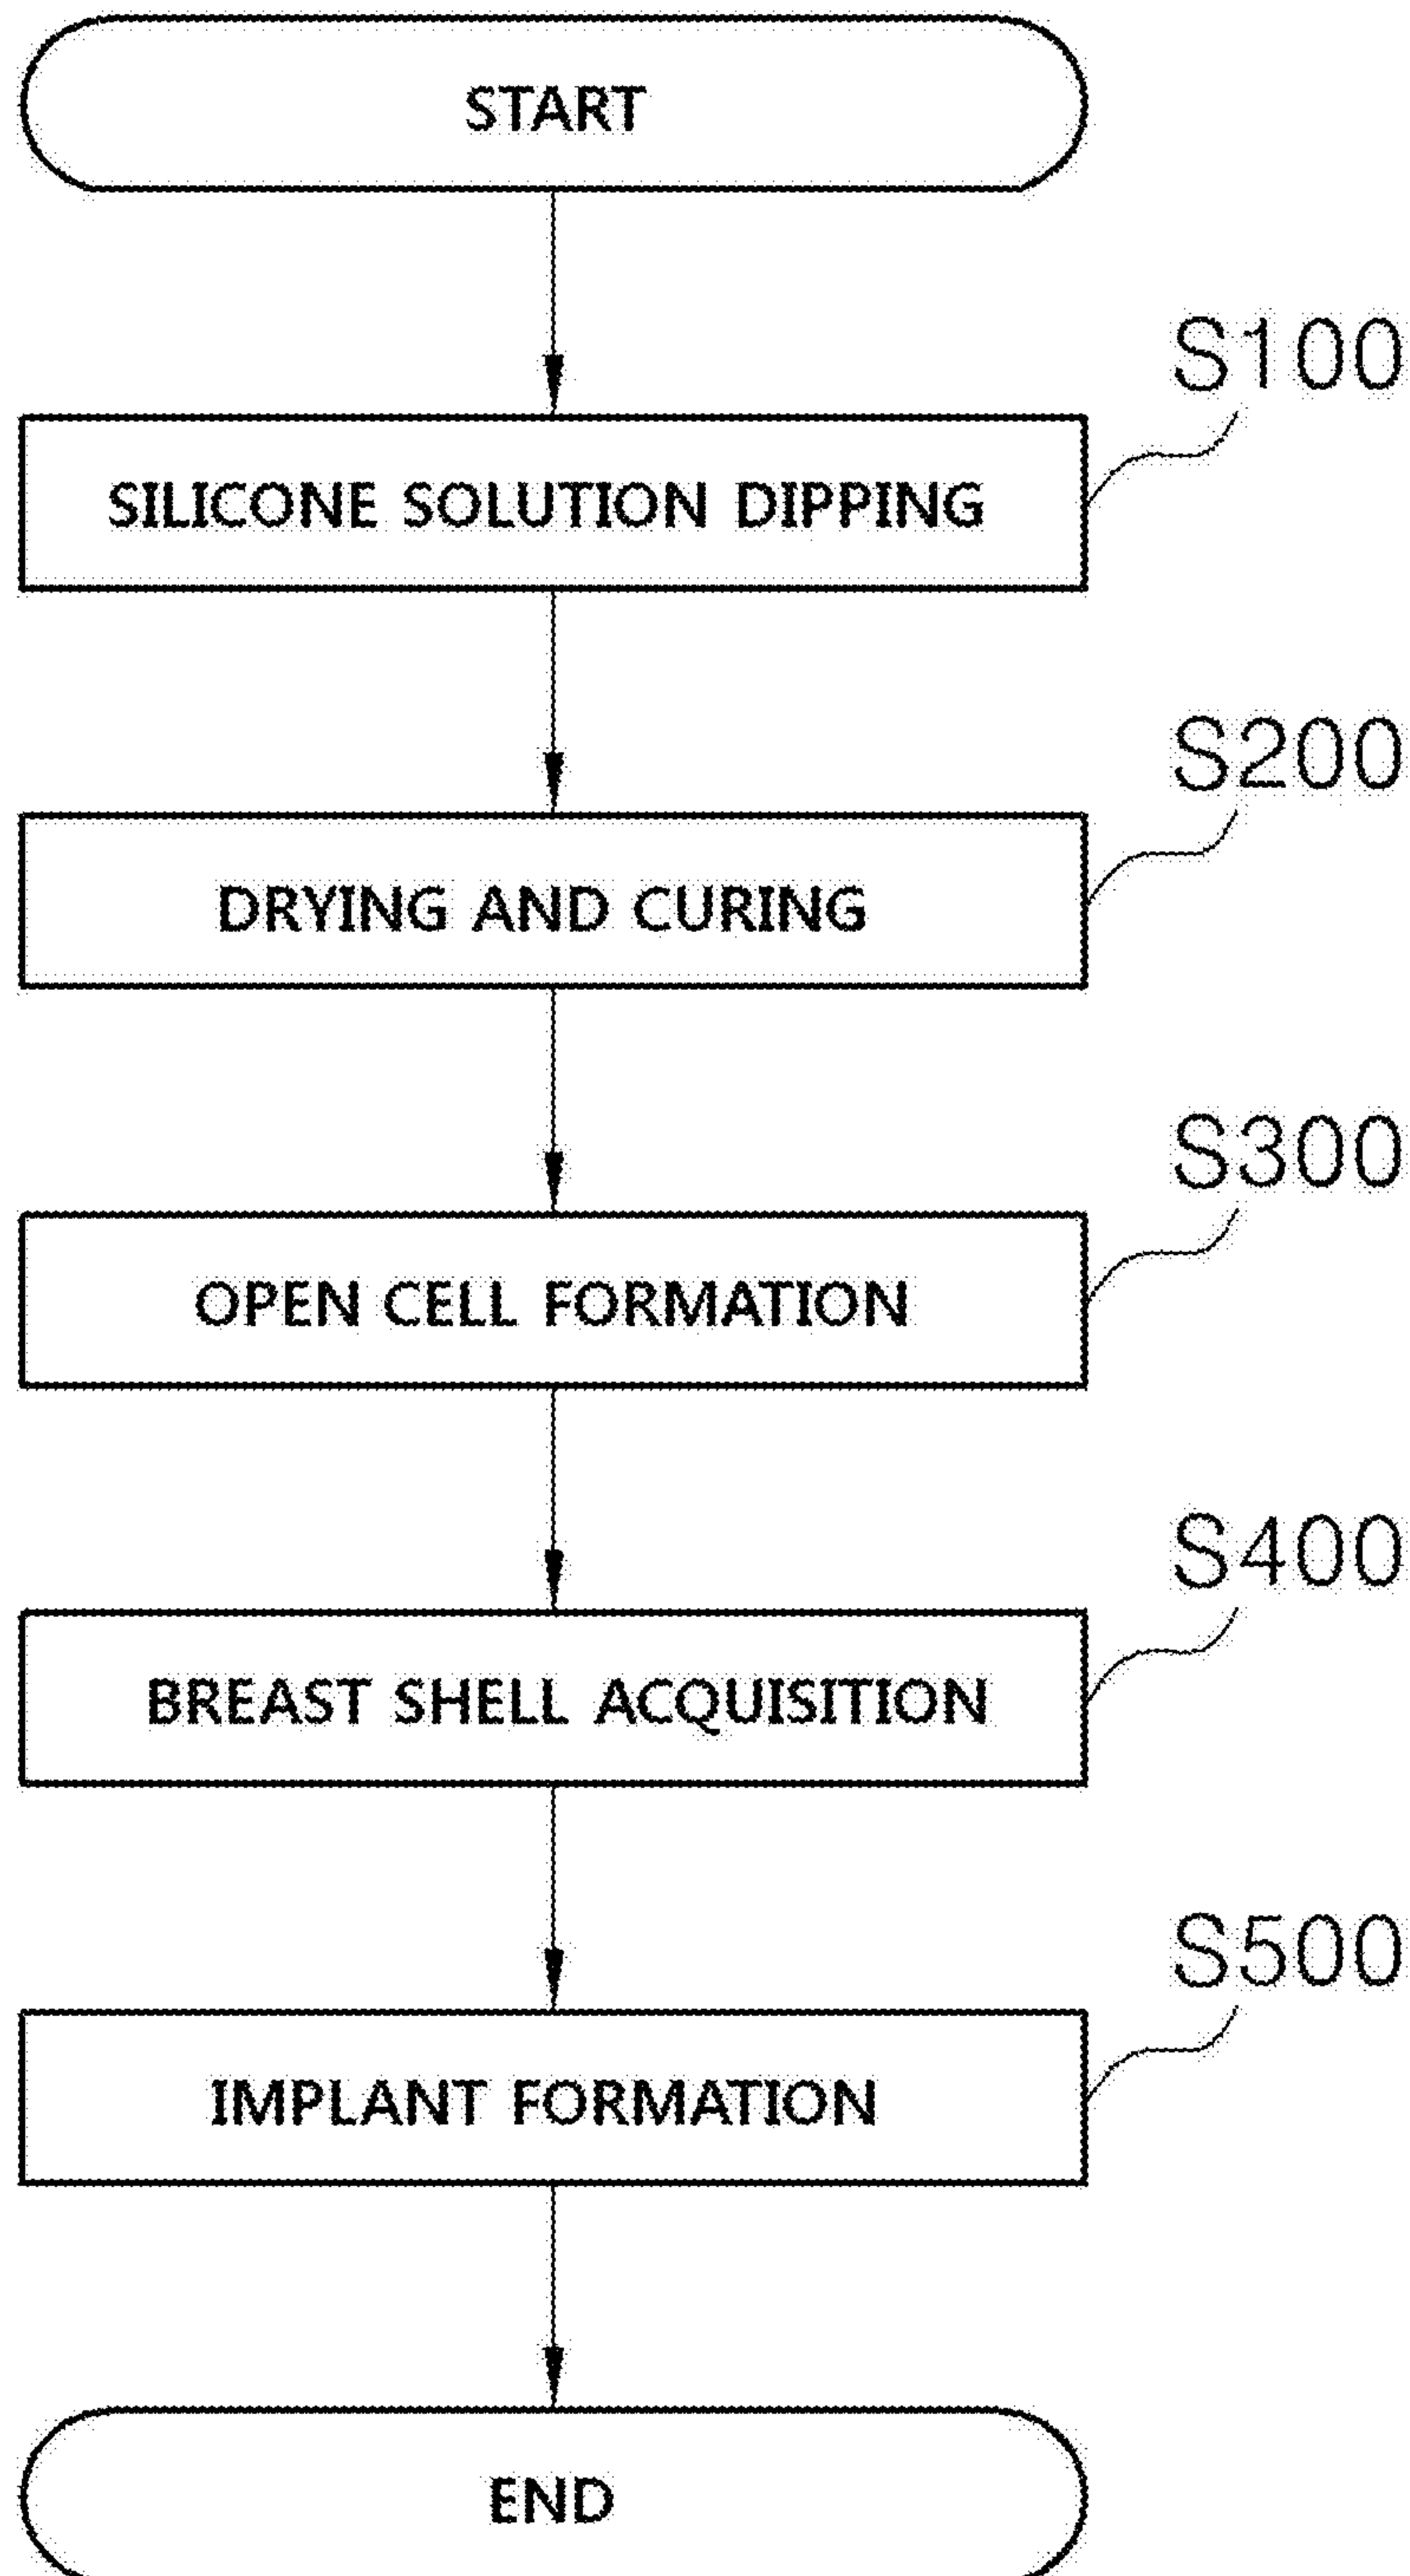 START
S100
SILICONE SOLUTION DIPPING
S200
DRYING AND CURING
S300
OPEN CELL FORMATION
S400
BREAST SHELL ACQUISITION
S500
IMPLANT FORMATION
END